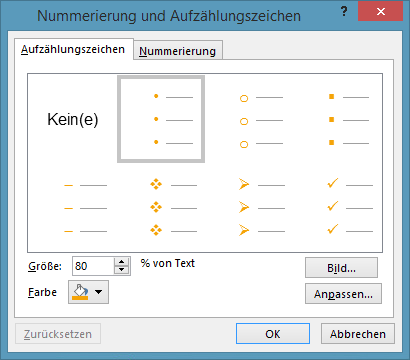 Nummerierung und Aufzählungszeichen
?
Aufzählungszeichen Nummerierung
Kein(e)
Größe: 80 % von Text
Bild...
Farbe
Anpassen...
Zurücksetzen OK Abbrechen